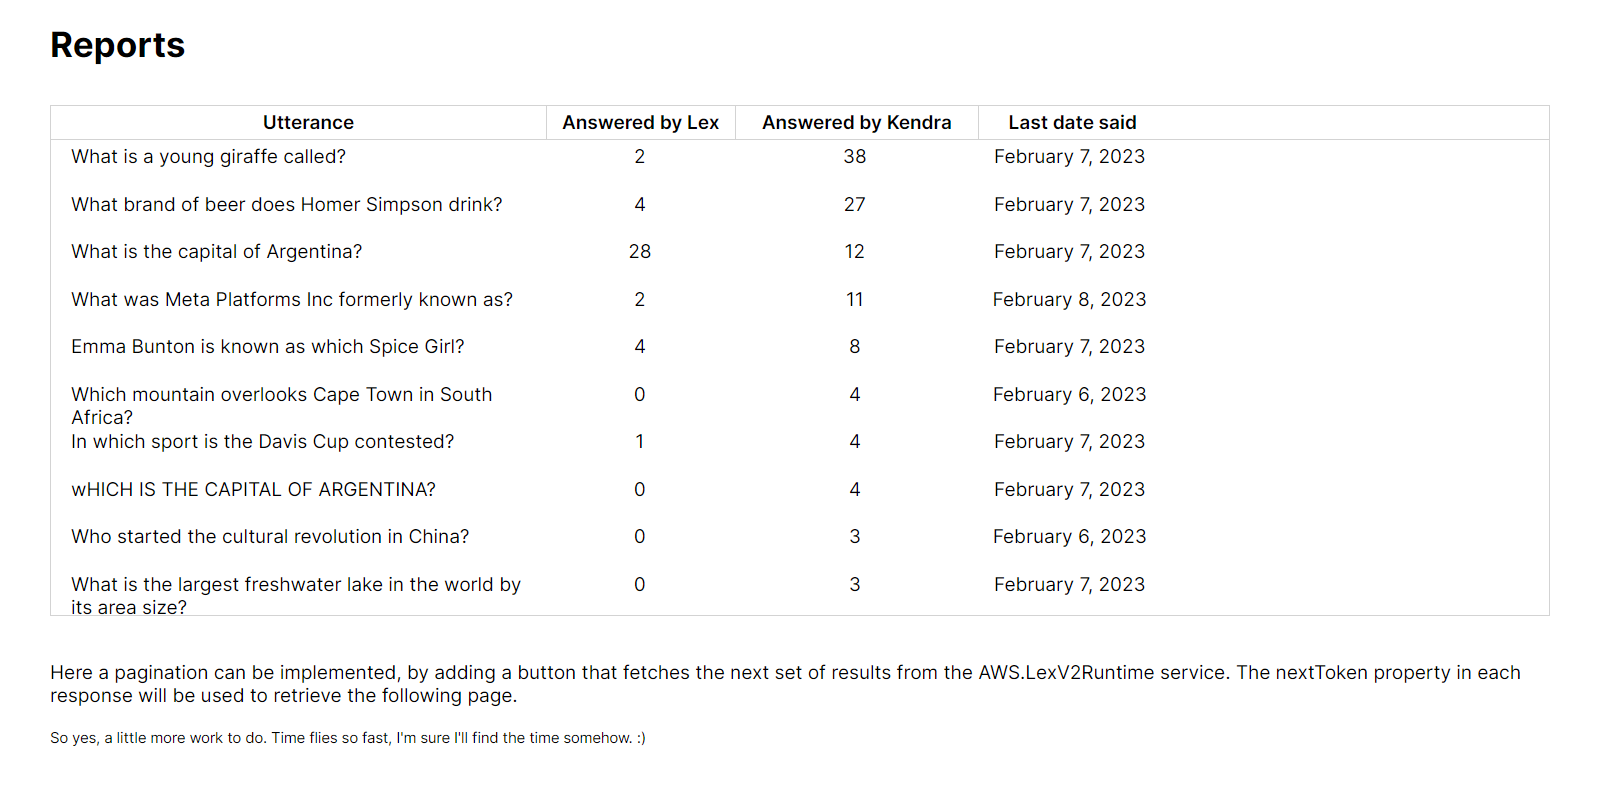 Reports
Utterance Answered by Lex Answered by Kendra Last date said
What is a young giraffe called? 2 38 February 7, 2023
What brand of beer does Homer Simpson drink? 4 27 February 7, 2023
What is the capital of Argentina? 28 12 February 7, 2023
What was Meta Platforms Inc formerly known as? 2 11 February 8, 2023
Emma Bunton is known as which Spice Girl? 4 8 February 7, 2023
Which mountain overlooks Cape Town in South 0 4 February 6, 2023
Africa?
In which sport is the Davis Cup contested? 1 4 February 7, 2023
wHICH IS THE CAPITAL OF ARGENTINA? 0 4 February 7, 2023
Who started the cultural revolution in China? 0 3 February 6, 2023
What is the largest freshwater lake in the world by 0 3 February 7, 2023
its area size?
Here a pagination can be implemented, by adding a button that fetches the next set of results from the AWS.LexV2Runtime service. The nextToken property in each
response will be used to retrieve the following page.
So yes, a little more work to do. Time flies so fast, I'm sure I'll find the time somehow. :)